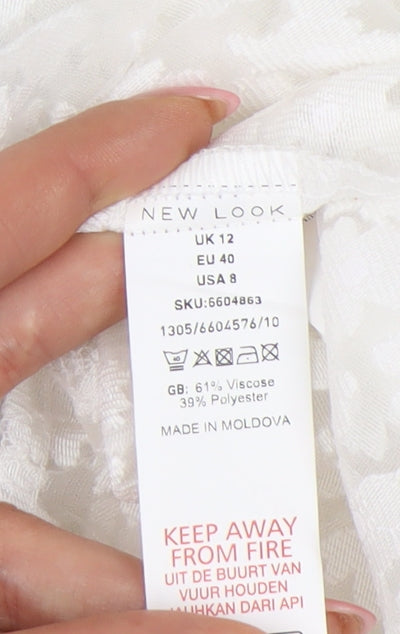 NEW LOOK
UK 12
EU 40
USA 8
SKU:6604863
1305/6604576/10
40
GB: 61% Viscose
39% Polyester
MADE IN MOLDOVA
KEEP AWAY
FROM FIRE
UIT DE BUURT VAN
VUUR HOUDEN
JAUHKAN DARI API